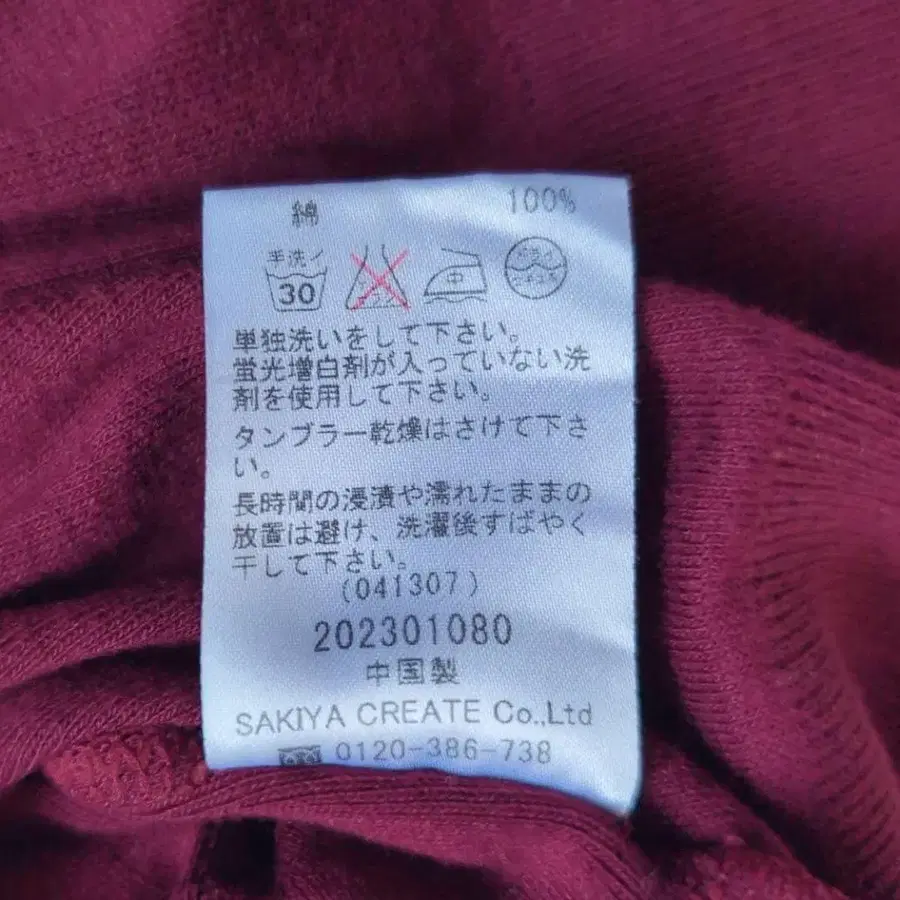 綿 100%
手洗イ
30
中
ドライ
単独洗いをして下さい。
蛍光増白剤が入っていない洗
剤を使用して下さい。
タンブラー乾燥はさけて下さ
い。
長時間の浸漬や濡れたままの
放置は避け、洗濯後すばやく
干して下さい。
(041307)
202301080
中国製
SAKIYA CREATE Co.,Ltd
0120-386-738